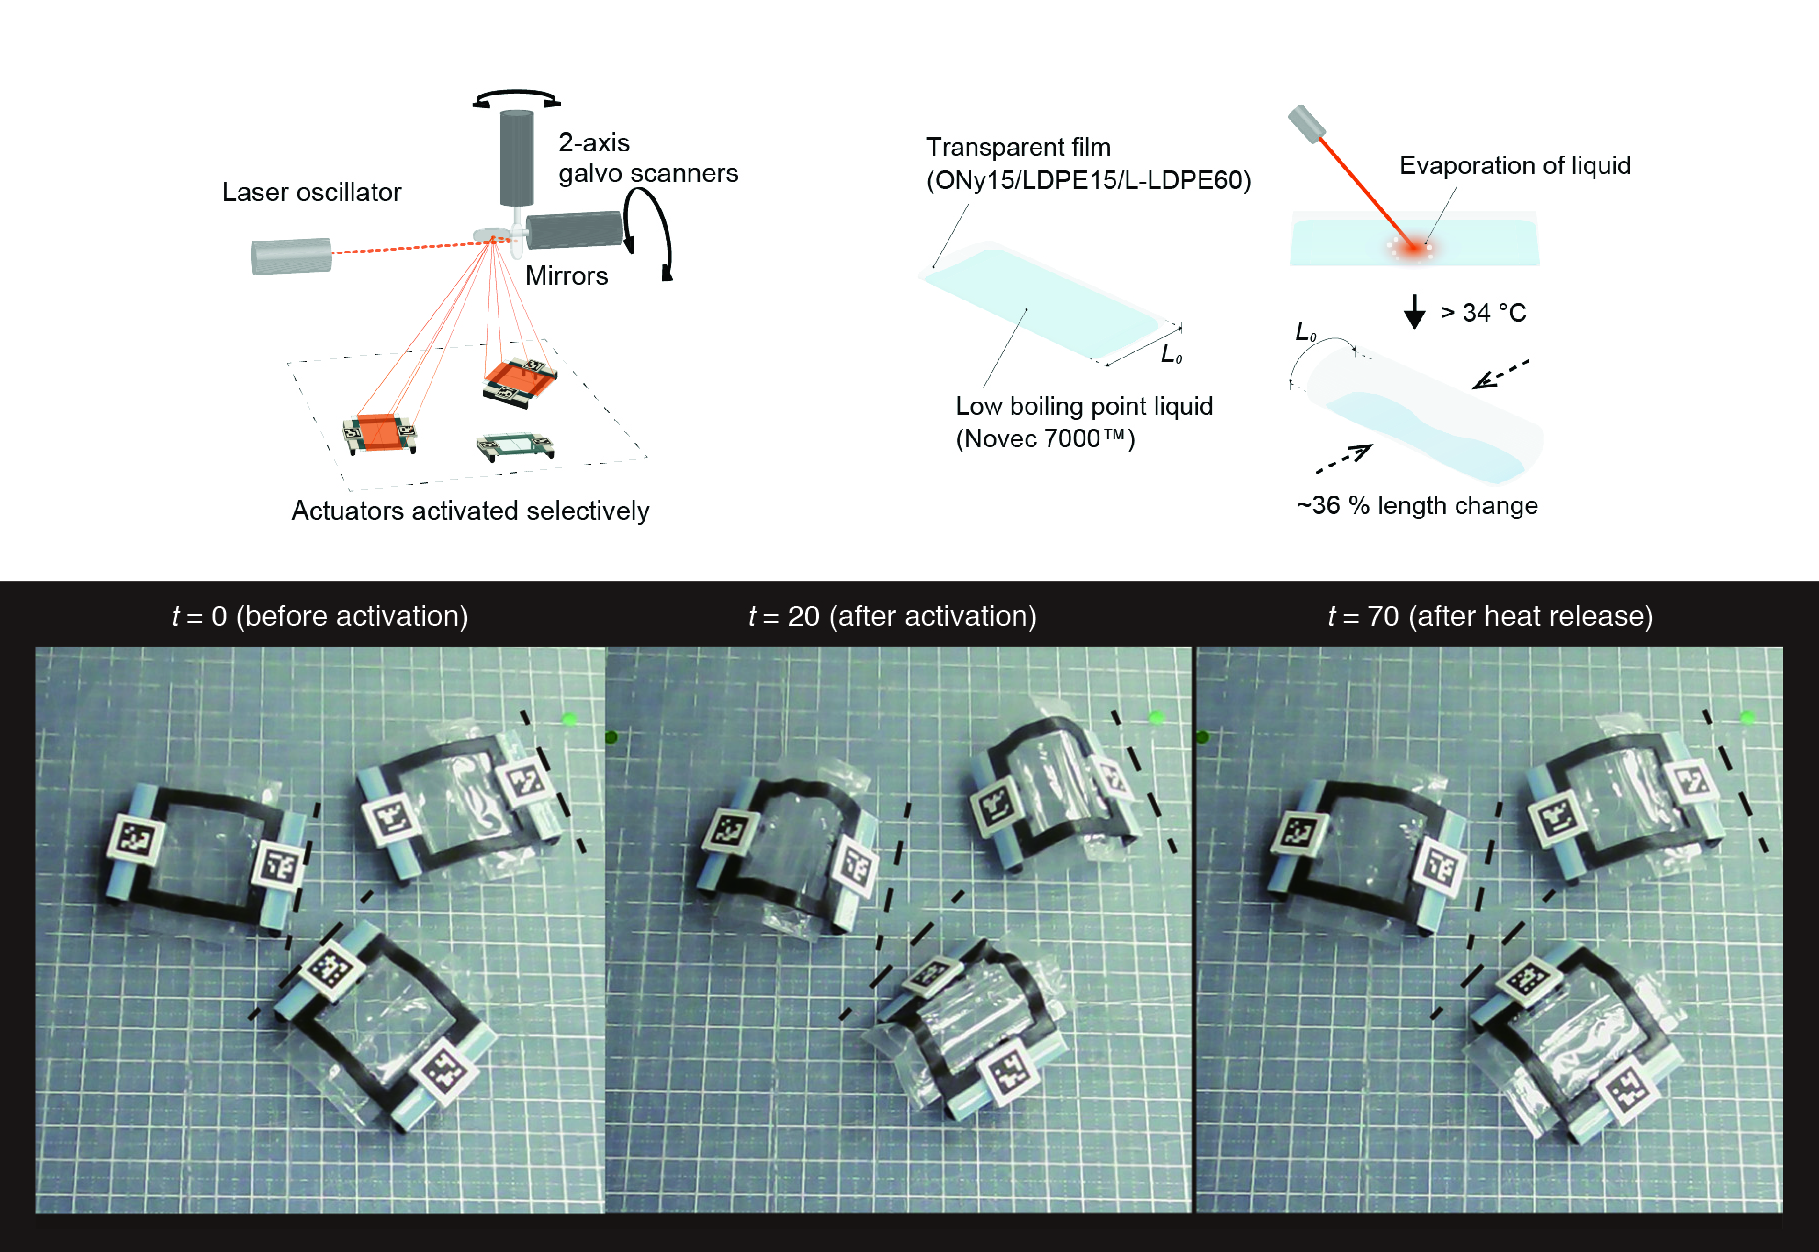 2-axis
galvo scanners
Laser oscillator
Mirrors
Actuators activated selectively
Transparent film
(ONy15/LDPE15/L-LDPE60)
L₀
Low boiling point liquid
(Novec 7000™)
Evaporation of liquid
> 34 °C
L₀
~36 % length change
t = 0 (before activation)
t = 20 (after activation)
t = 70 (after heat release)